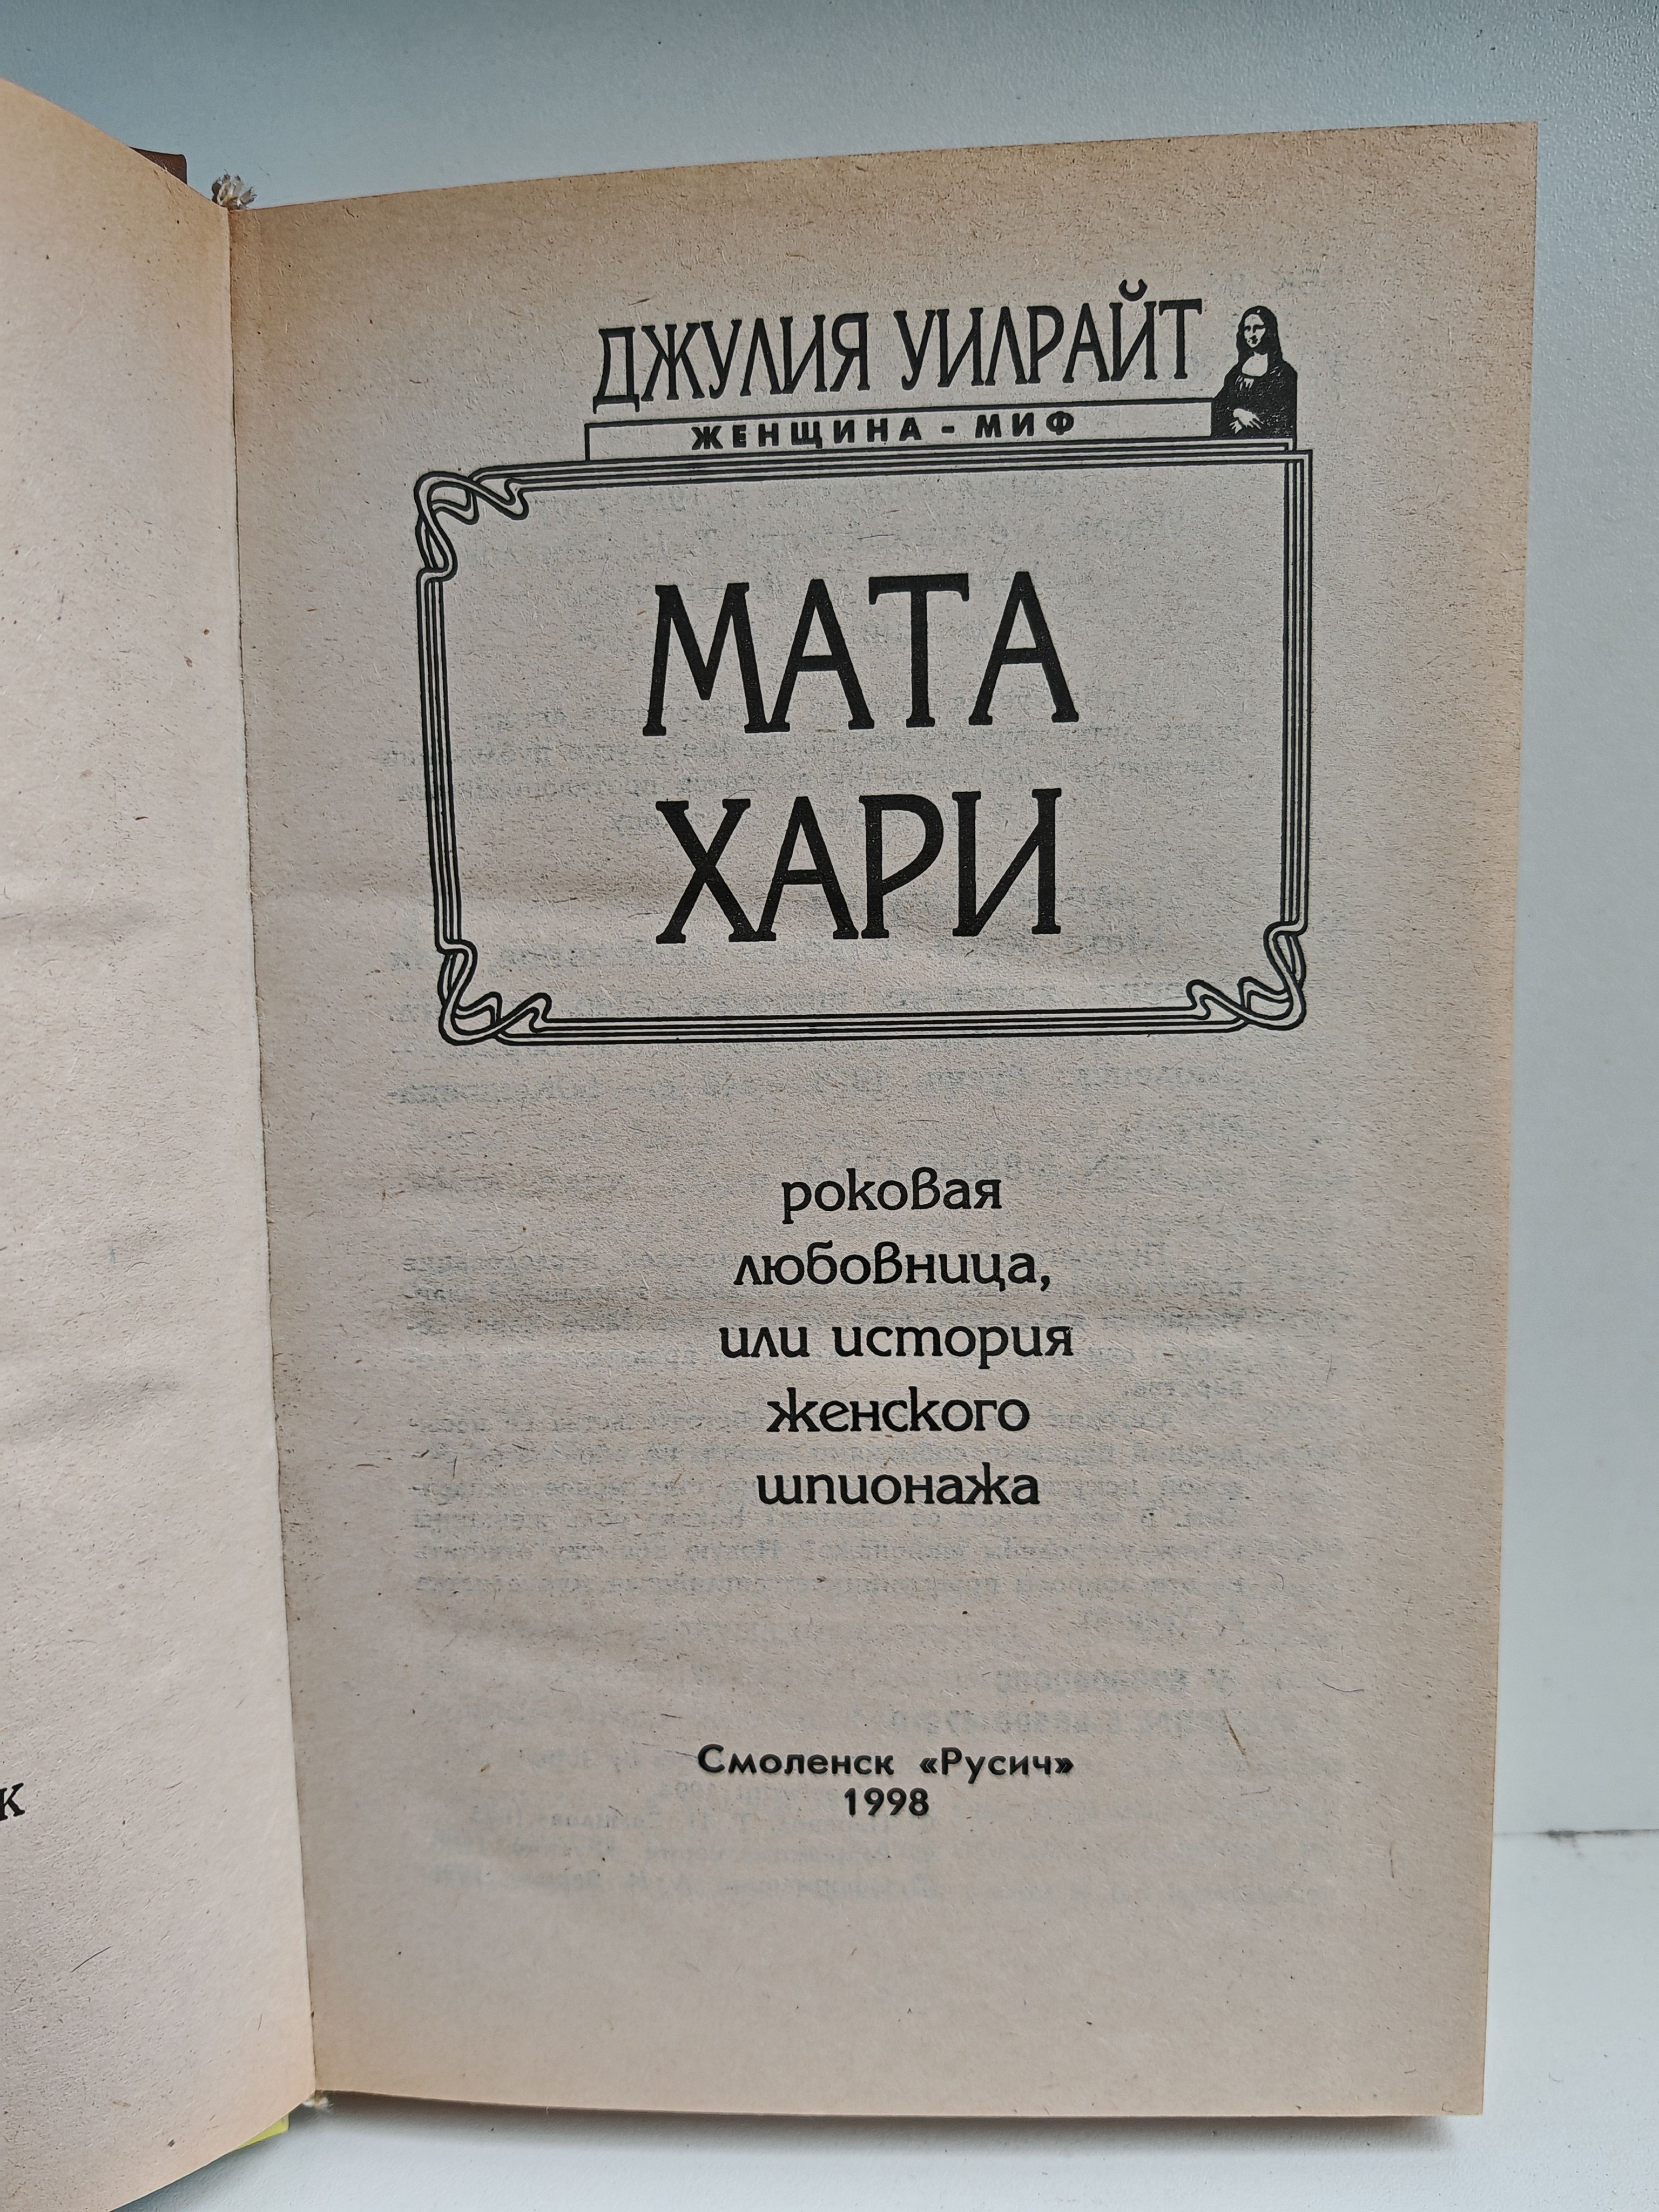 ДЖУЛИЯ УИЛРАЙТ
ЖЕНЩИНА - МИФ
МАТА
ХАРИ
роковая
любовница,
или история
женского
шпионажа
Смоленск «Русич»
1998
к